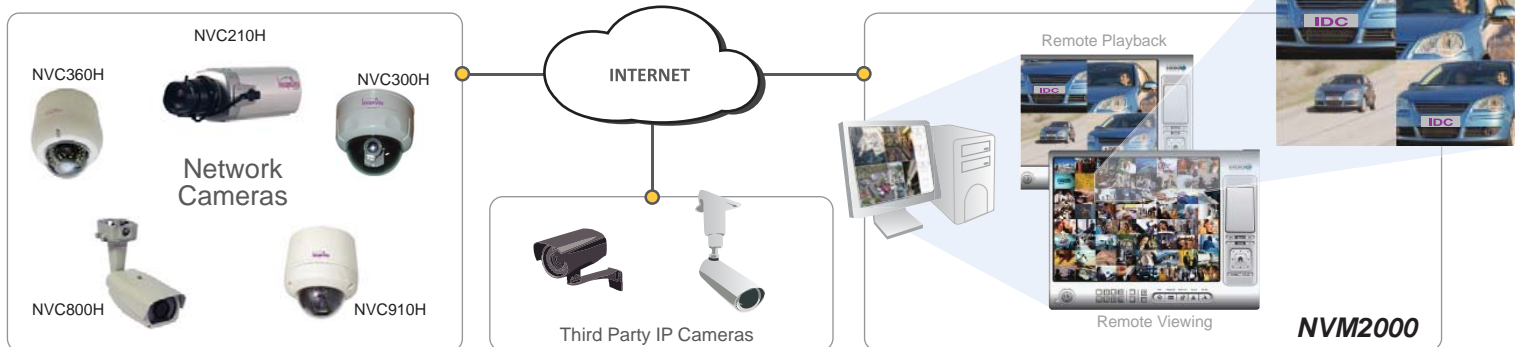 NVC210H
NVC360H
NVC300H
Network
Cameras
NVC800H
NVC910H
INTERNET
Third Party IP Cameras
Remote Playback
IDC
IDC
IDC
IDC
Remote Viewing
NVM2000